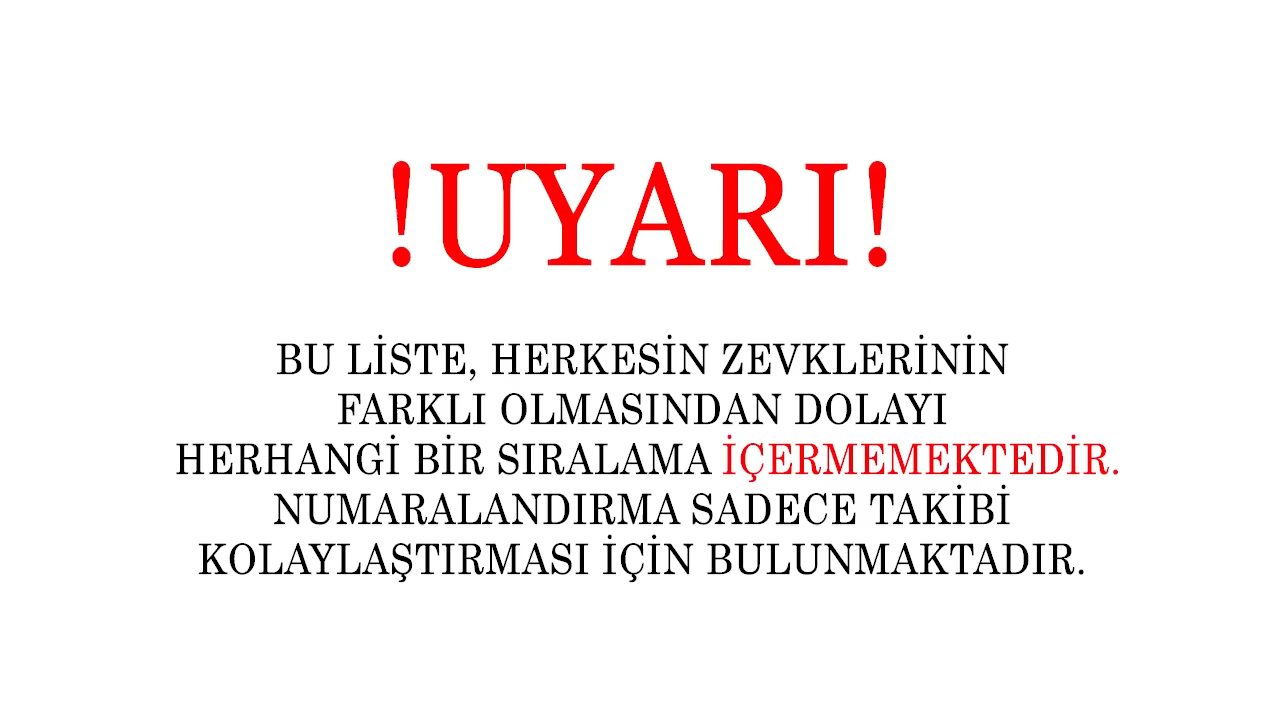 !UYARI!
BU LİSTE, HERKESİN ZEVKLERİNİN
FARKLI OLMASINDAN DOLAYI
HERHANGİ BİR SIRALAMA İÇERMEMEKTEDİR.
NUMARALANDIRMA SADECE TAKİBİ
KOLAYLAŞTIRMASI İÇİN BULUNMAKTADIR.